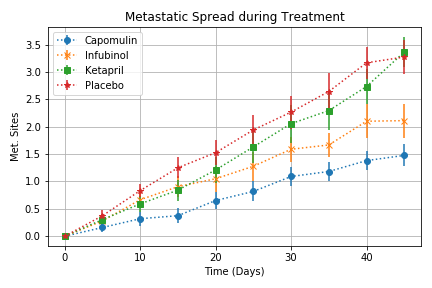 Metastatic Spread during Treatment
Capomulin
Infubinol
Ketapril
Placebo
Met. Sites
3.5
3.0
2.5
2.0
1.5
1.0
0.5
0.0
0 10 20 30 40
Time (Days)